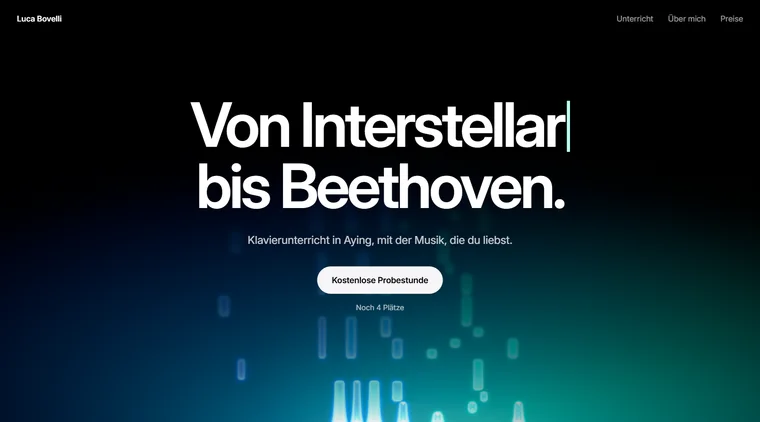 Luca Bovelli
Unterricht Über mich Preise
Von Interstellar
bis Beethoven.
Klavierunterricht in Aying, mit der Musik, die du liebst.
Kostenlose Probestunde
Noch 4 Plätze